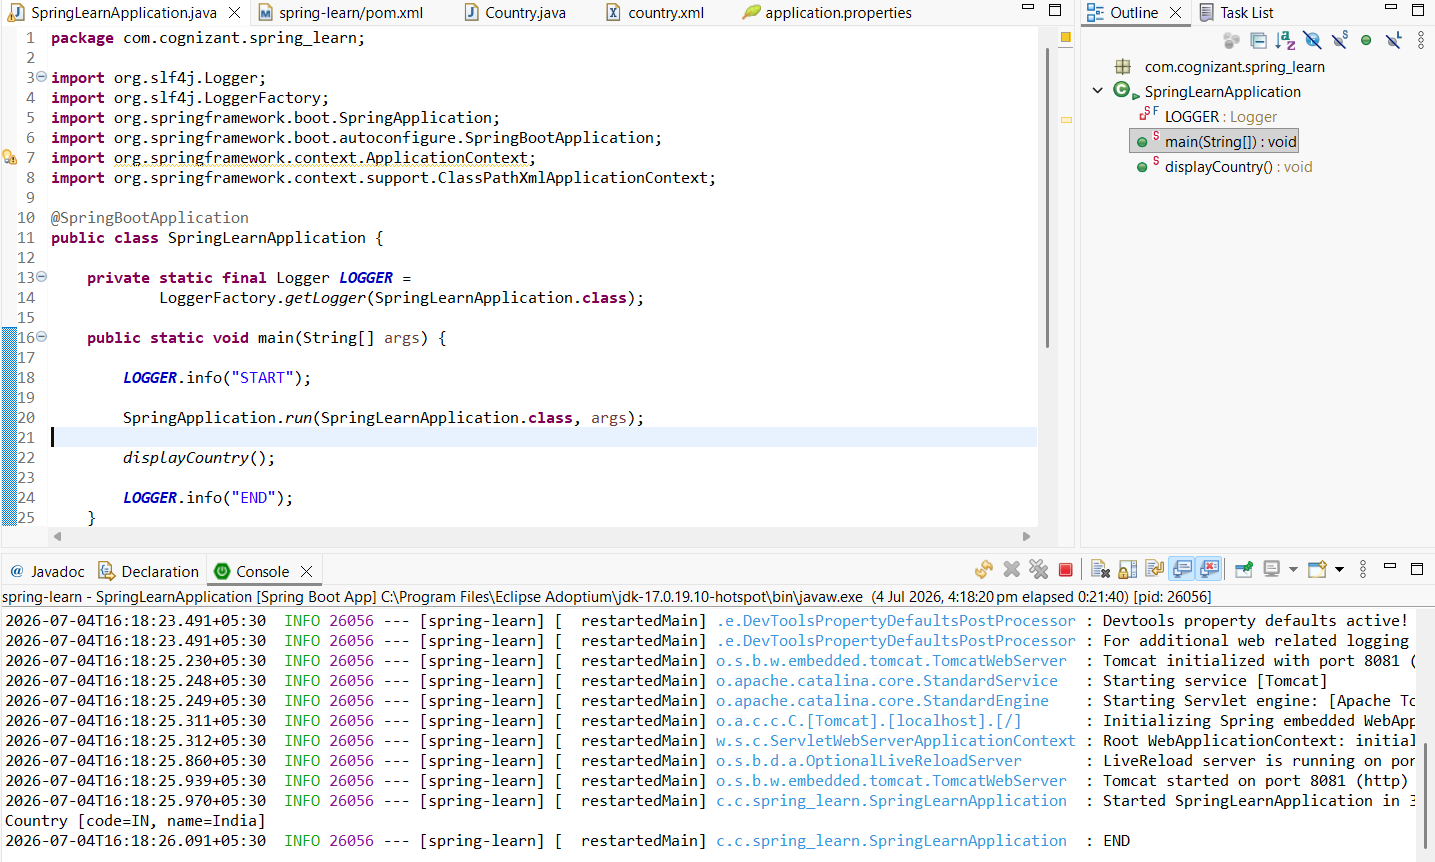 SpringLearnApplication.java
spring-learn/pom.xml
Country.java
country.xml
application.properties
1 package com.cognizant.spring_learn;
2
3 import org.slf4j.Logger;
4 import org.slf4j.LoggerFactory;
5 import org.springframework.boot.SpringApplication;
6 import org.springframework.boot.autoconfigure.SpringBootApplication;
7 import org.springframework.context.ApplicationContext;
8 import org.springframework.context.support.ClassPathXmlApplicationContext;
9
10 @SpringBootApplication
11 public class SpringLearnApplication {
12
13     private static final Logger LOGGER =
14             LoggerFactory.getLogger(SpringLearnApplication.class);
15
16     public static void main(String[] args) {
17
18         LOGGER.info("START");
19
20         SpringApplication.run(SpringLearnApplication.class, args);
21
22         displayCountry();
23
24         LOGGER.info("END");
25     }
Outline
Task List
com.cognizant.spring_learn
SpringLearnApplication
LOGGER : Logger
main(String[]) : void
displayCountry() : void
@ Javadoc
Declaration
Console
spring-learn - SpringLearnApplication [Spring Boot App] C:\Program Files\Eclipse Adoptium\jdk-17.0.19.10-hotspot\bin\javaw.exe (4 Jul 2026, 4:18:20 pm elapsed 0:21:40) [pid: 26056]
2026-07-04T16:18:23.491+05:30  INFO 26056 --- [spring-learn] [  restartedMain] .e.DevToolsPropertyDefaultsPostProcessor : Devtools property defaults active!
2026-07-04T16:18:23.491+05:30  INFO 26056 --- [spring-learn] [  restartedMain] .e.DevToolsPropertyDefaultsPostProcessor : For additional web related logging
2026-07-04T16:18:25.230+05:30  INFO 26056 --- [spring-learn] [  restartedMain] o.s.b.w.embedded.tomcat.TomcatWebServer  : Tomcat initialized with port 8081 (
2026-07-04T16:18:25.248+05:30  INFO 26056 --- [spring-learn] [  restartedMain] o.apache.catalina.core.StandardService   : Starting service [Tomcat]
2026-07-04T16:18:25.249+05:30  INFO 26056 --- [spring-learn] [  restartedMain] o.apache.catalina.core.StandardEngine    : Starting Servlet engine: [Apache Tc
2026-07-04T16:18:25.311+05:30  INFO 26056 --- [spring-learn] [  restartedMain] o.a.c.c.C.[Tomcat].[localhost].[/]       : Initializing Spring embedded WebApp
2026-07-04T16:18:25.312+05:30  INFO 26056 --- [spring-learn] [  restartedMain] w.s.c.ServletWebServerApplicationContext : Root WebApplicationContext: initial
2026-07-04T16:18:25.860+05:30  INFO 26056 --- [spring-learn] [  restartedMain] o.s.b.d.a.OptionalLiveReloadServer       : LiveReload server is running on por
2026-07-04T16:18:25.939+05:30  INFO 26056 --- [spring-learn] [  restartedMain] o.s.b.w.embedded.tomcat.TomcatWebServer  : Tomcat started on port 8081 (http)
2026-07-04T16:18:25.970+05:30  INFO 26056 --- [spring-learn] [  restartedMain] c.c.spring_learn.SpringLearnApplication  : Started SpringLearnApplication in 3
Country [code=IN, name=India]
2026-07-04T16:18:26.091+05:30  INFO 26056 --- [spring-learn] [  restartedMain] c.c.spring_learn.SpringLearnApplication  : END